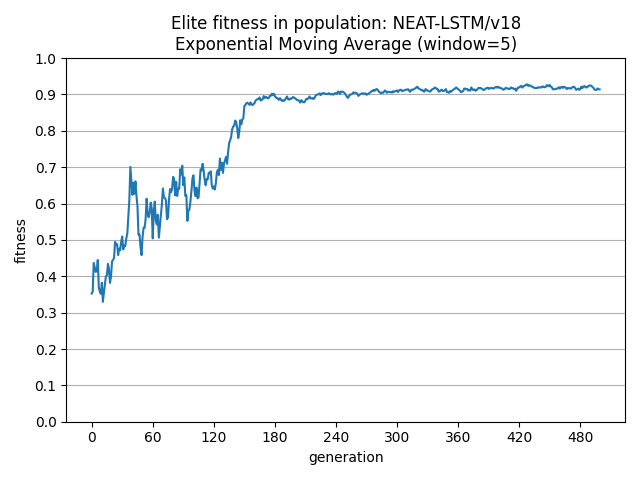 Elite fitness in population: NEAT-LSTM/v18
Exponential Moving Average (window=5)
1.0
0.9
0.8
0.7
0.6
0.5
0.4
0.3
0.2
0.1
0.0
fitness
0 60 120 180 240 300 360 420 480
generation